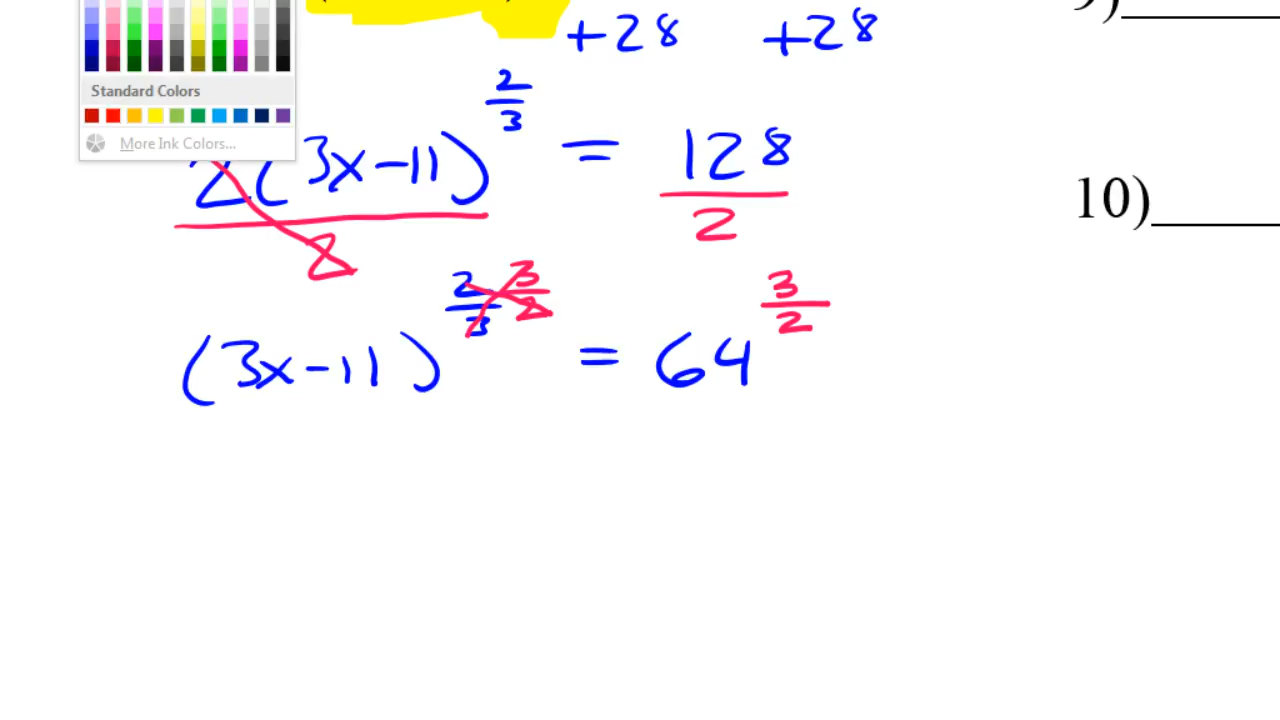 +28 +28
Standard Colors
More Ink Colors...
2(3x-11)^(2/3) = 128
2 2
(3x-11)^(2/3 3/2) = 64^(3/2)
10)________